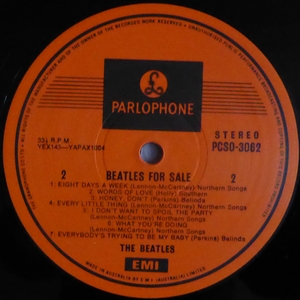 PARLOPHONE
33⅓ R.P.M.
YEX143—YAPAX1004
STEREO
PCSO-3062
2
BEATLES FOR SALE
2
1: EIGHT DAYS A WEEK (Lennon-McCartney) Northern Songs
2: WORDS OF LOVE (Holly) Southern
3: HONEY, DON'T (Perkins) Belinda
4: EVERY LITTLE THING (Lennon-McCartney) Northern Songs
5: I DON'T WANT TO SPOIL THE PARTY
(Lennon-McCartney) Northern Songs
6: WHAT YOU'RE DOING
(Lennon-McCartney) Northern Songs
7: EVERYBODY'S TRYING TO BE MY BABY (Perkins) Belinda
THE BEATLES
EMI
MADE IN AUSTRALIA BY E.M.I. (AUSTRALIA) LIMITED